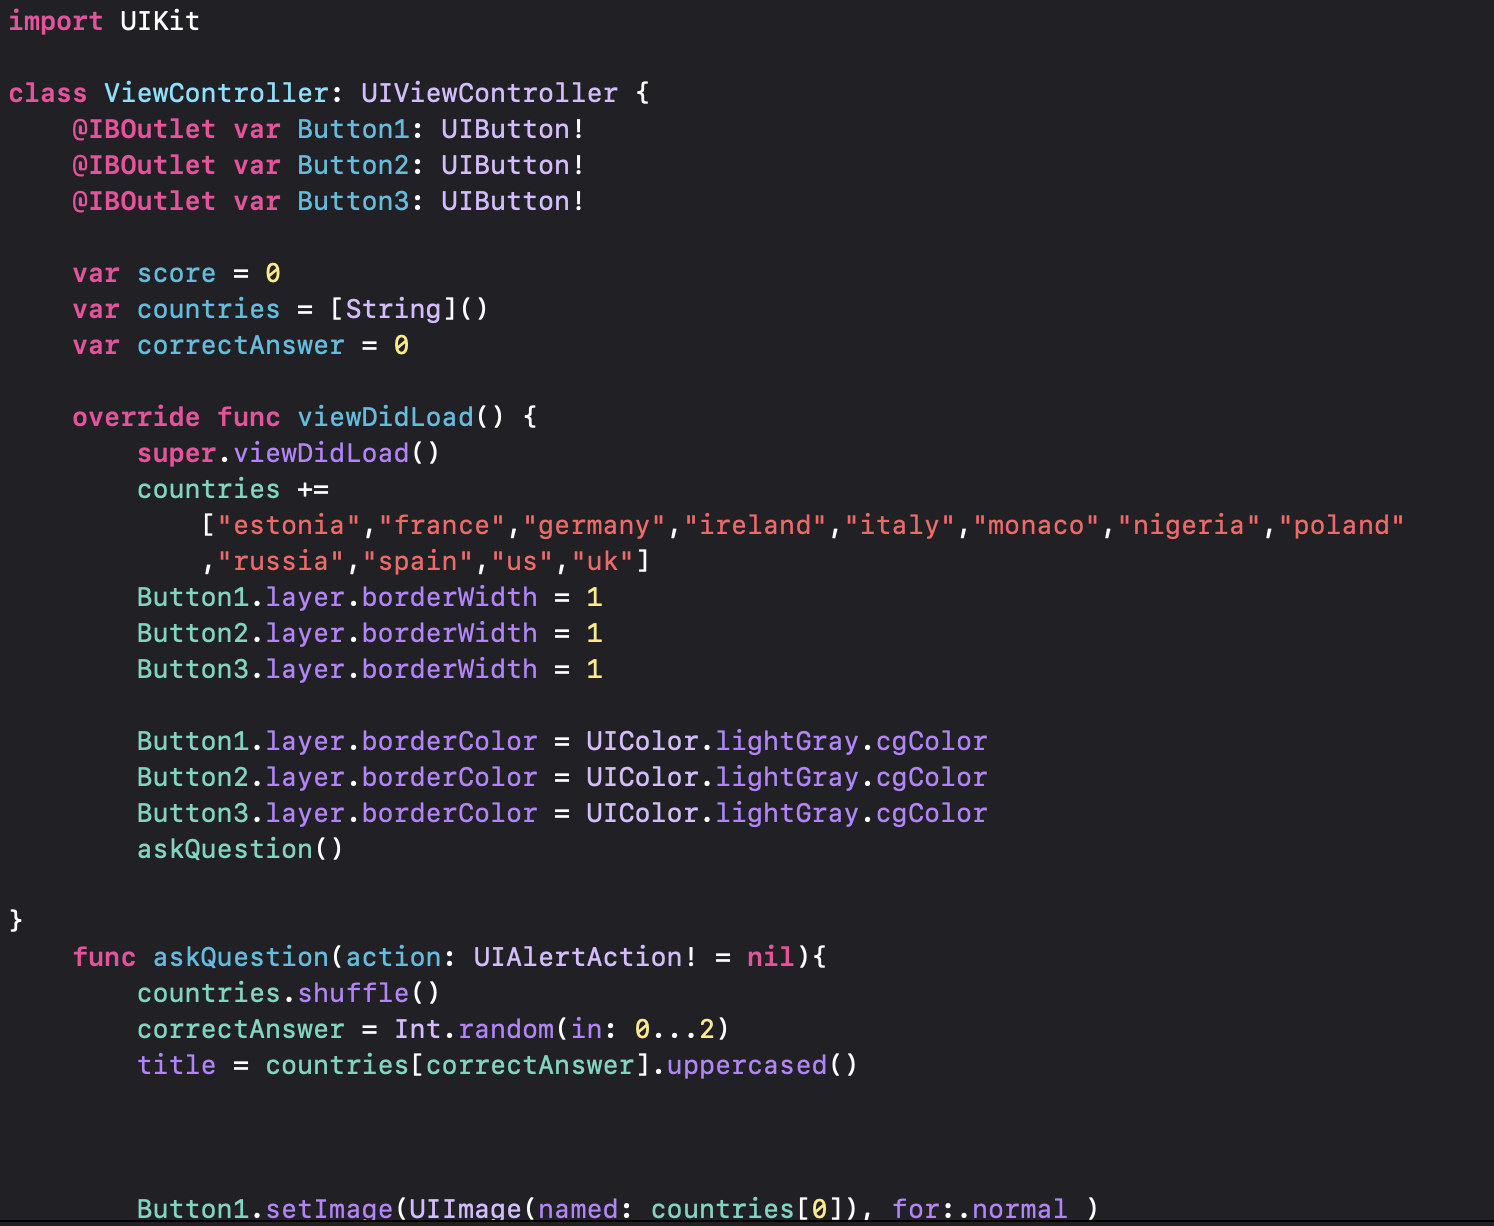 import UIKit

class ViewController: UIViewController {
    @IBOutlet var Button1: UIButton!
    @IBOutlet var Button2: UIButton!
    @IBOutlet var Button3: UIButton!

    var score = 0
    var countries = [String]()
    var correctAnswer = 0

    override func viewDidLoad() {
        super.viewDidLoad()
        countries +=
            ["estonia","france","germany","ireland","italy","monaco","nigeria","poland"
            ,"russia","spain","us","uk"]
        Button1.layer.borderWidth = 1
        Button2.layer.borderWidth = 1
        Button3.layer.borderWidth = 1

        Button1.layer.borderColor = UIColor.lightGray.cgColor
        Button2.layer.borderColor = UIColor.lightGray.cgColor
        Button3.layer.borderColor = UIColor.lightGray.cgColor
        askQuestion()

}
    func askQuestion(action: UIAlertAction! = nil){
        countries.shuffle()
        correctAnswer = Int.random(in: 0...2)
        title = countries[correctAnswer].uppercased()

        Button1.setImage(UIImage(named: countries[0]), for:.normal )